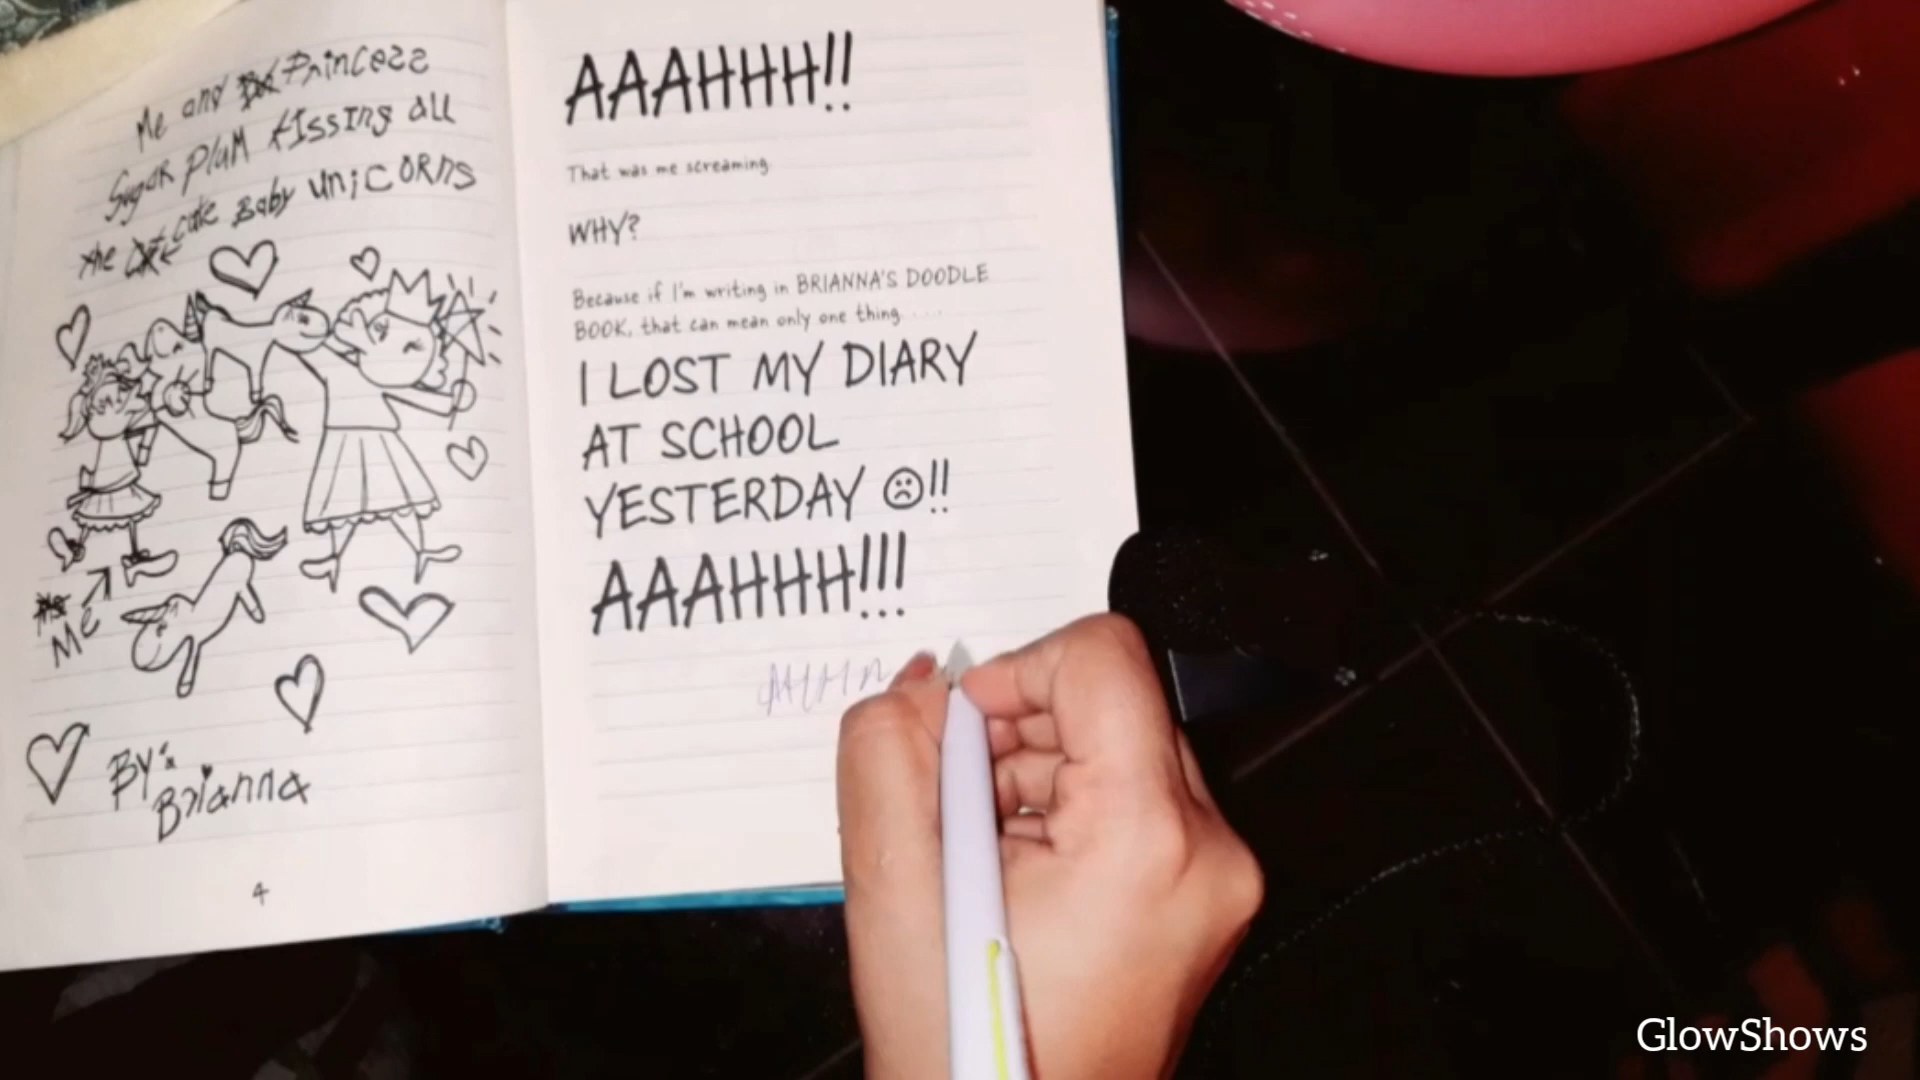 Me and Princess
Sugar Plum Kissing all
the cute Baby unicorns
Me
By:
Brianna
4
AAAHHH!!
That was me screaming.
WHY?
Because if I'm writing in BRIANNA'S DOODLE
BOOK, that can mean only one thing. . . .
I LOST MY DIARY
AT SCHOOL
YESTERDAY ☹!!
AAAHHH!!!
GlowShows